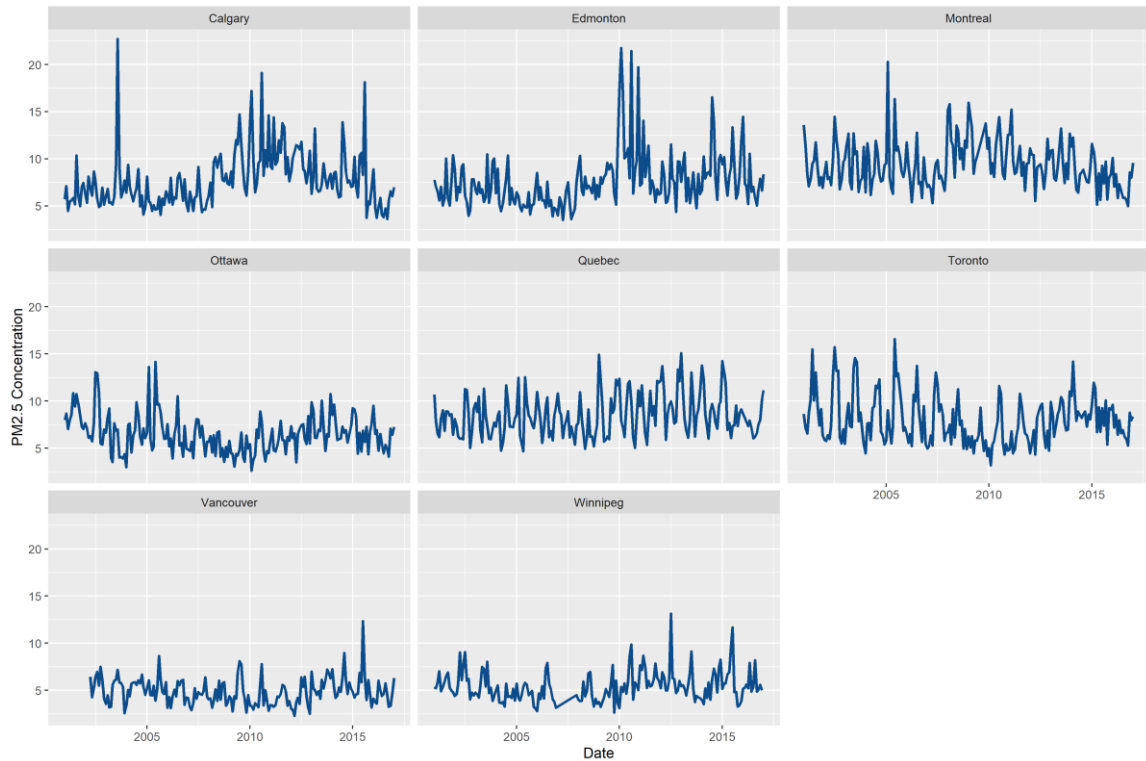 Calgary Edmonton Montreal
20
15
10
5
Ottawa Quebec Toronto
20
15
10
5
PM2.5 Concentration
Vancouver Winnipeg
2005 2010 2015
20
15
10
5
2005 2010 2015 2005 2010 2015
Date